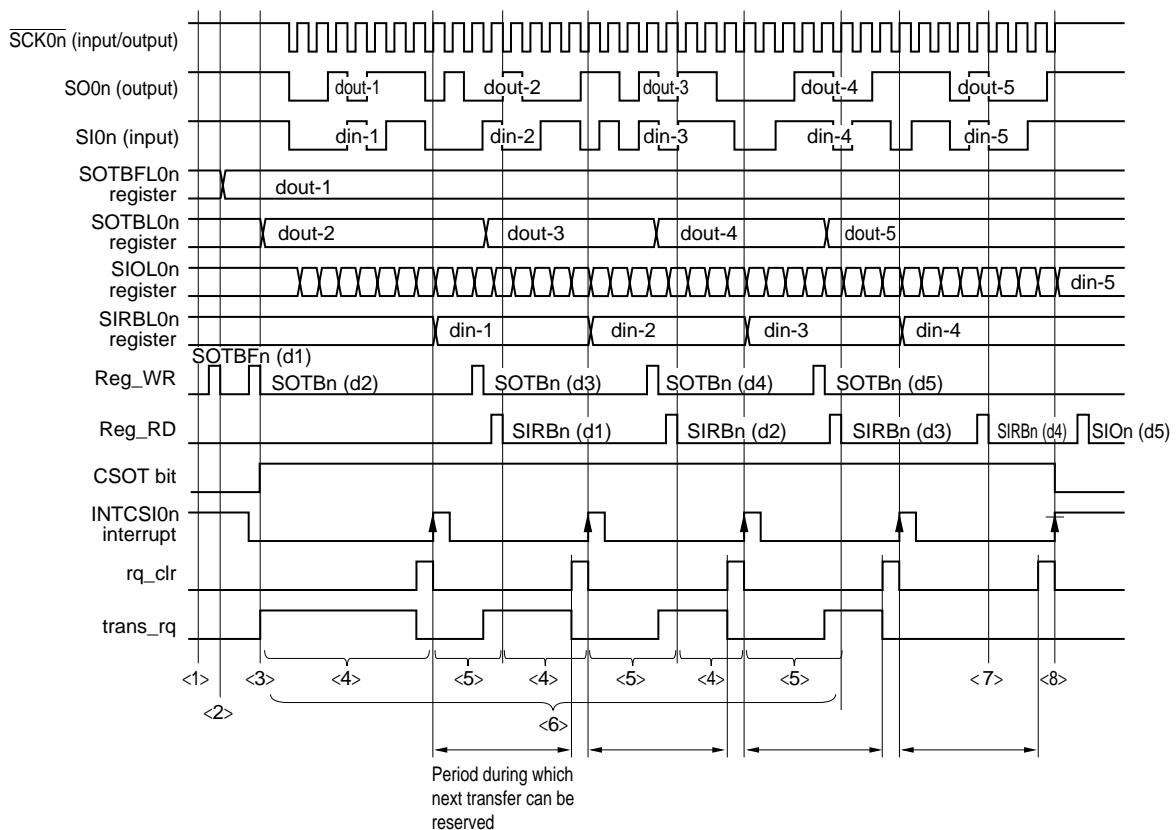 SCK0n (input/output)
SO0n (output) dout-1 dout-2 dout-3 dout-4 dout-5
SI0n (input) din-1 din-2 din-3 din-4 din-5
SOTBFL0n
register
dout-1
SOTBL0n
register
dout-2 dout-3 dout-4 dout-5
SIOL0n
register
din-5
SIRBL0n
register
din-1 din-2 din-3 din-4
SOTBFn (d1)
Reg_WR SOTBn (d2) SOTBn (d3) SOTBn (d4) SOTBn (d5)
Reg_RD SIRBn (d1) SIRBn (d2) SIRBn (d3) SIRBn (d4) SIOn (d5)
CSOT bit
INTCSI0n
interrupt
rq_clr
trans_rq
<1> <3> <4> <5> <4> <5> <4> <5> <7> <8>
<2> <6>
Period during which
next transfer can be
reserved